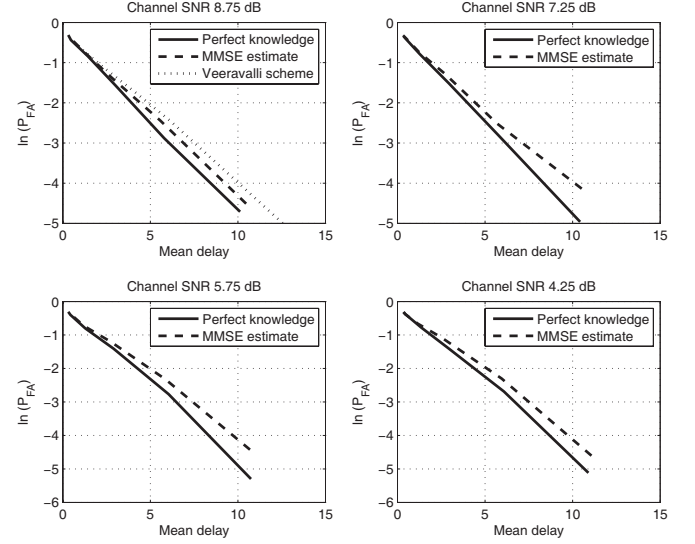 Channel SNR 8.75 dB
0
−1
−2
−3
−4
−5
0
5
10
15
ln (P_FA)
Mean delay
Perfect knowledge
MMSE estimate
Veeravalli scheme
Channel SNR 7.25 dB
0
−1
−2
−3
−4
−5
0
5
10
15
ln (P_FA)
Mean delay
Perfect knowledge
MMSE estimate
Channel SNR 5.75 dB
0
−1
−2
−3
−4
−5
−6
0
5
10
15
ln (P_FA)
Mean delay
Perfect knowledge
MMSE estimate
Channel SNR 4.25 dB
0
−1
−2
−3
−4
−5
−6
0
5
10
15
ln (P_FA)
Mean delay
Perfect knowledge
MMSE estimate